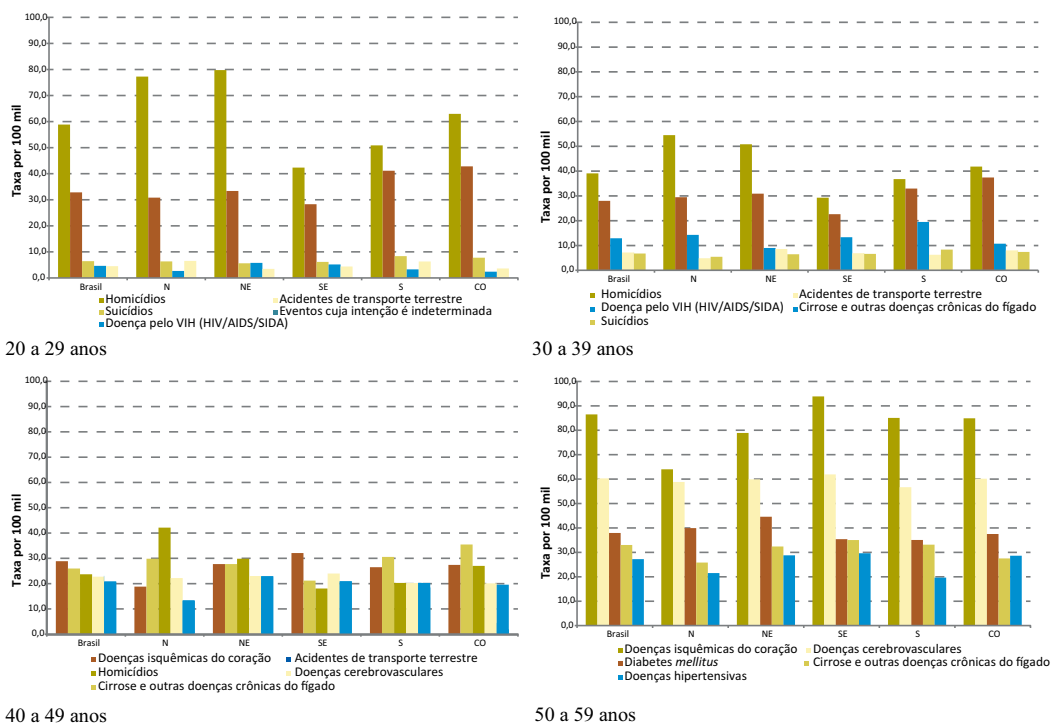 Taxa por 100 mil
100,0
90,0
80,0
70,0
60,0
50,0
40,0
30,0
20,0
10,0
0,0
Brasil N NE SE S CO
Homicídios Acidentes de transporte terrestre
Suicídios Eventos cuja intenção é indeterminada
Doença pelo VIH (HIV/AIDS/SIDA)
20 a 29 anos
Taxa por 100 mil
100,0
90,0
80,0
70,0
60,0
50,0
40,0
30,0
20,0
10,0
0,0
Brasil N NE SE S CO
Homicídios Acidentes de transporte terrestre
Doença pelo VIH (HIV/AIDS/SIDA) Cirrose e outras doenças crônicas do fígado
Suicídios
30 a 39 anos
Taxa por 100 mil
100,0
90,0
80,0
70,0
60,0
50,0
40,0
30,0
20,0
10,0
0,0
Brasil N NE SE S CO
Doenças isquêmicas do coração Acidentes de transporte terrestre
Homicídios Doenças cerebrovasculares
Cirrose e outras doenças crônicas do fígado
40 a 49 anos
Taxa por 100 mil
100,0
90,0
80,0
70,0
60,0
50,0
40,0
30,0
20,0
10,0
0,0
Brasil N NE SE S CO
Doenças isquêmicas do coração Doenças cerebrovasculares
Diabetes mellitus Cirrose e outras doenças crônicas do fígado
Doenças hipertensivas
50 a 59 anos